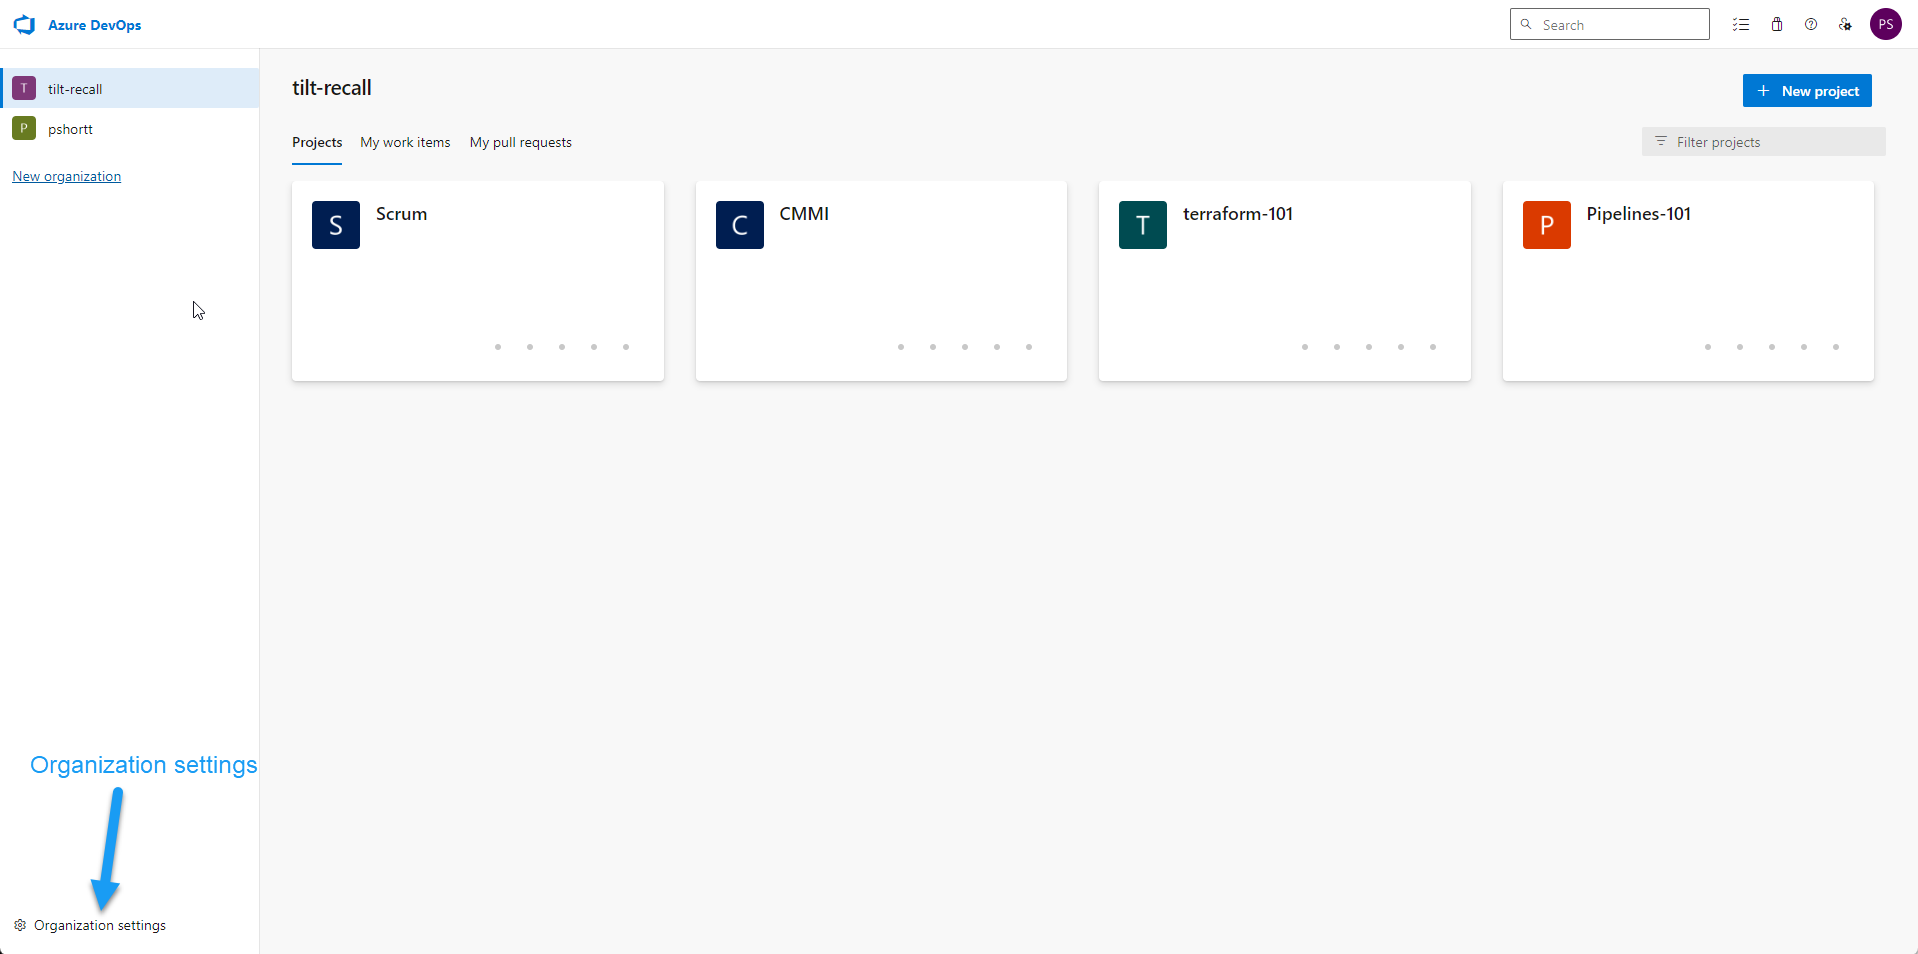 Azure DevOps
Search
PS
T tilt-recall
P pshortt
New organization
tilt-recall
New project
Projects My work items My pull requests
Filter projects
S Scrum
C CMMI
T terraform-101
P Pipelines-101
Organization settings
Organization settings